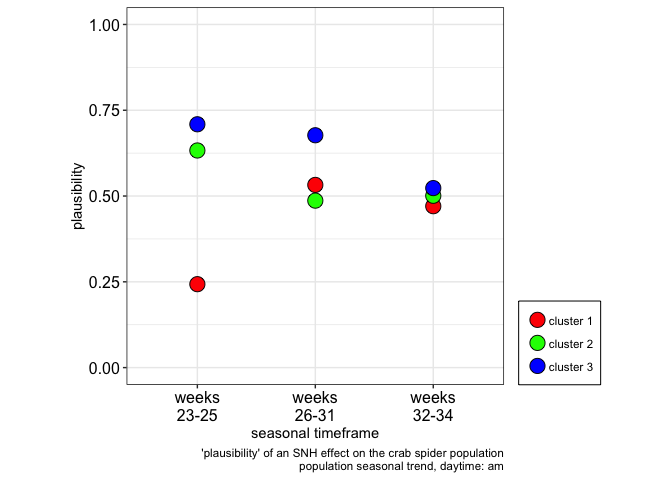 1.00
0.75
0.50
0.25
0.00
plausibility
weeks
23-25
weeks
26-31
weeks
32-34
seasonal timeframe
cluster 1
cluster 2
cluster 3
'plausibility' of an SNH effect on the crab spider population
population seasonal trend, daytime: am